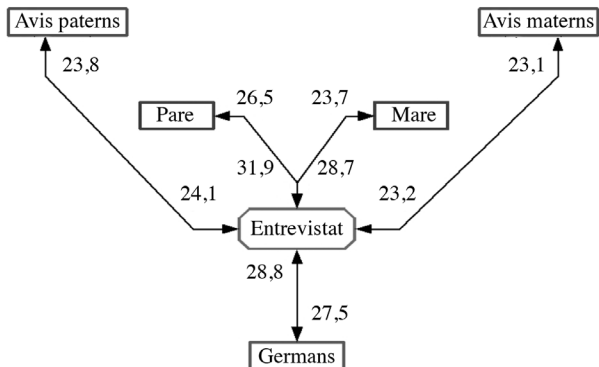 Avis paterns
Avis materns
23,8
23,1
26,5
23,7
Pare
Mare
31,9
28,7
24,1
23,2
Entrevistat
28,8
27,5
Germans